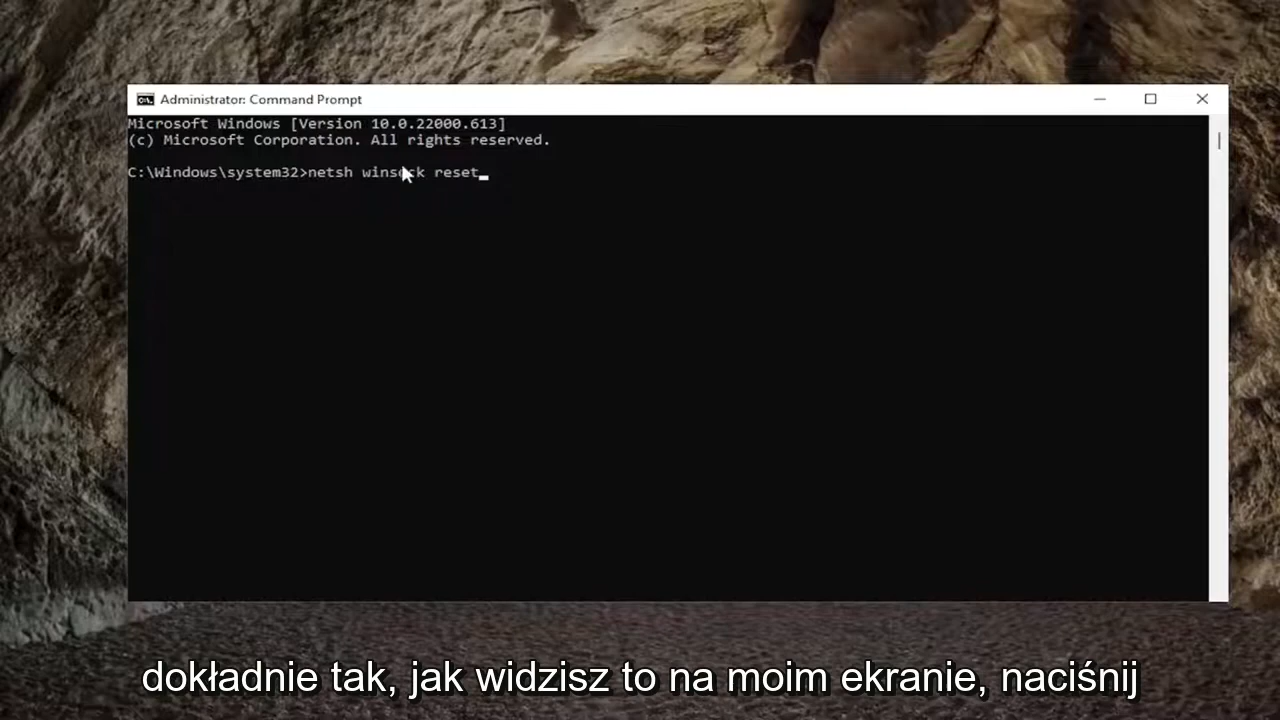 Administrator: Command Prompt
Microsoft Windows [Version 10.0.22000.613]
(c) Microsoft Corporation. All rights reserved.
C:\Windows\system32>netsh winsock reset
dokładnie tak, jak widzisz to na moim ekranie, naciśnij